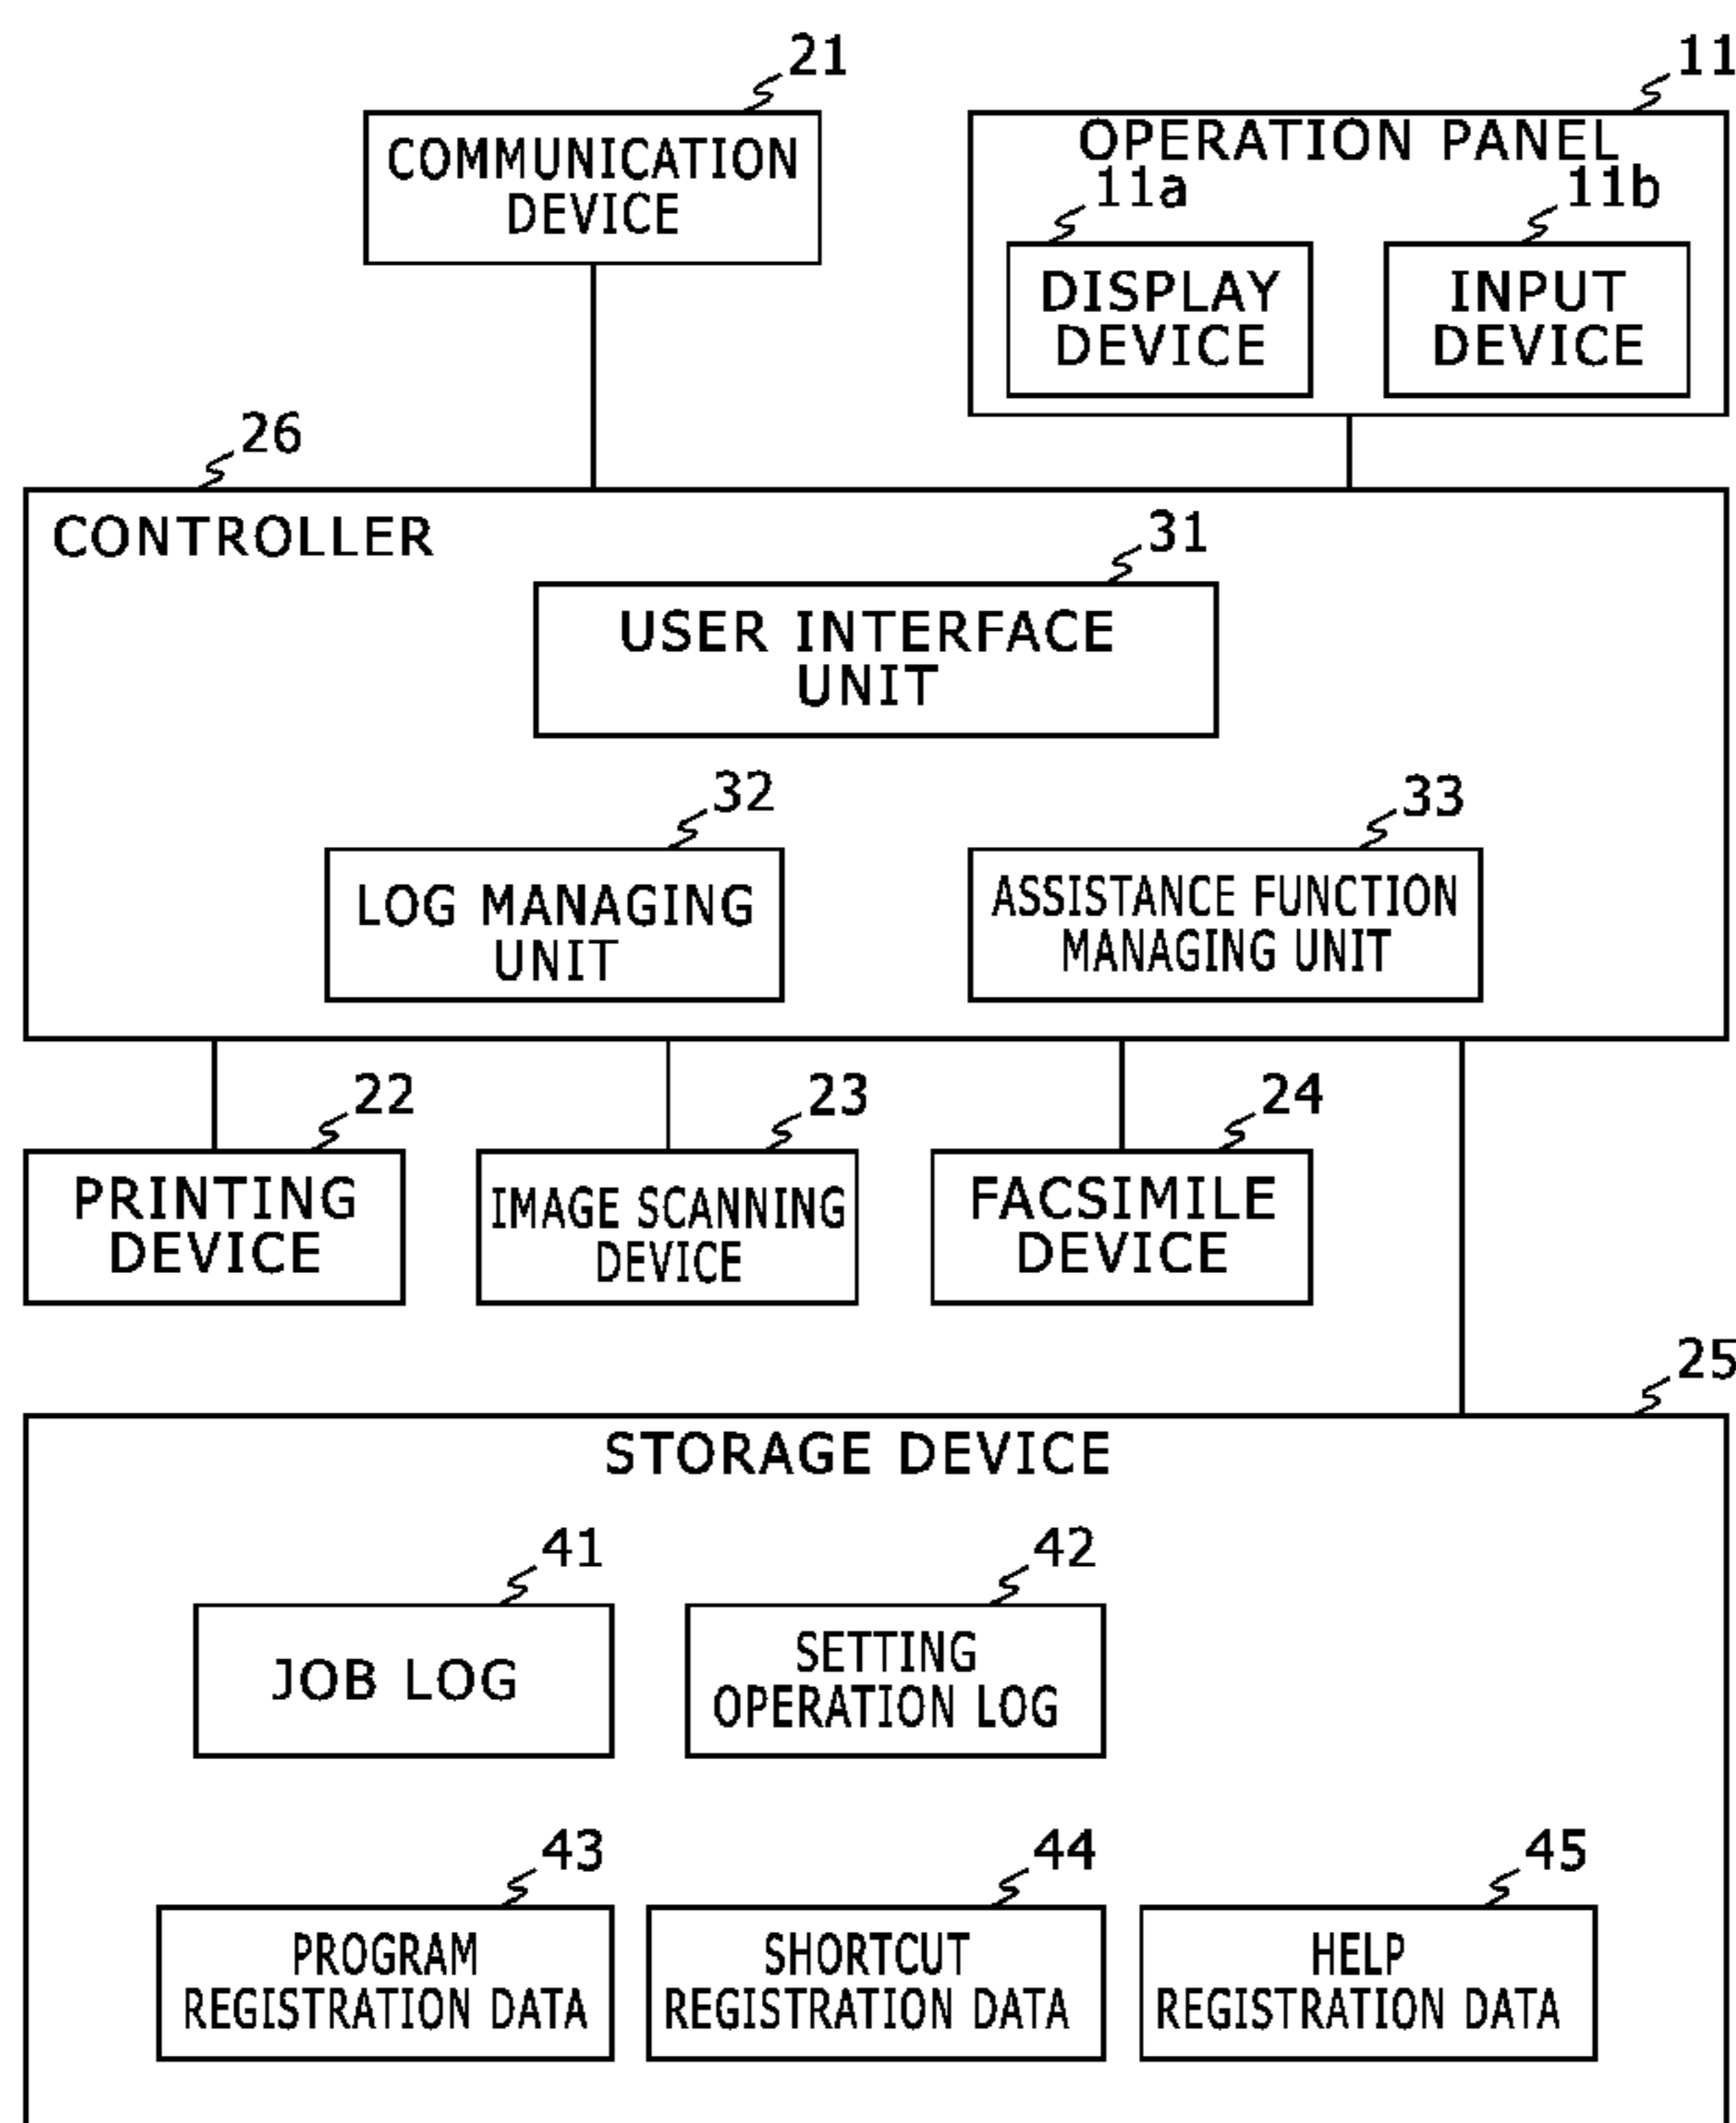 21
11
COMMUNICATION
DEVICE
OPERATION PANEL
11a
11b
DISPLAY
DEVICE
INPUT
DEVICE
26
CONTROLLER
31
USER INTERFACE
UNIT
32
33
LOG MANAGING
UNIT
ASSISTANCE FUNCTION
MANAGING UNIT
22
23
24
PRINTING
DEVICE
IMAGE SCANNING
DEVICE
FACSIMILE
DEVICE
25
STORAGE DEVICE
41
42
JOB LOG
SETTING
OPERATION LOG
43
44
45
PROGRAM
REGISTRATION DATA
SHORTCUT
REGISTRATION DATA
HELP
REGISTRATION DATA